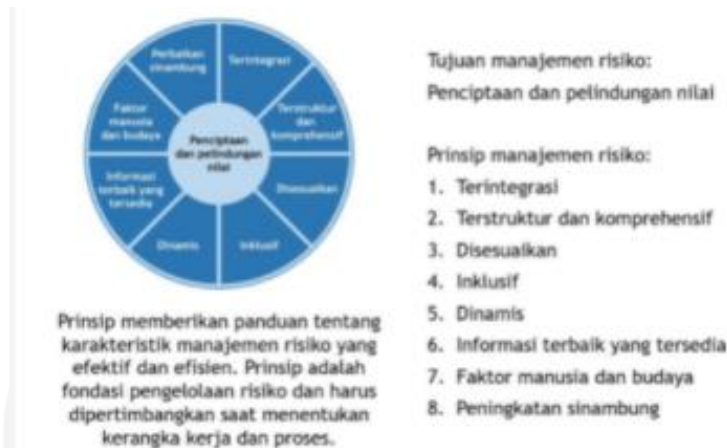 Perbaikan
sinambung
Terintegrasi
Terstruktur
dan
komprehensif
Disesuaikan
Inklusif
Dinamis
Informasi
terbaik yang
tersedia
Faktor
manusia
dan budaya
Penciptaan
dan pelindungan
nilai
Prinsip memberikan panduan tentang
karakteristik manajemen risiko yang
efektif dan efisien. Prinsip adalah
fondasi pengelolaan risiko dan harus
dipertimbangkan saat menentukan
kerangka kerja dan proses.
Tujuan manajemen risiko:
Penciptaan dan pelindungan nilai
Prinsip manajemen risiko:
1. Terintegrasi
2. Terstruktur dan komprehensif
3. Disesuaikan
4. Inklusif
5. Dinamis
6. Informasi terbaik yang tersedia
7. Faktor manusia dan budaya
8. Peningkatan sinambung